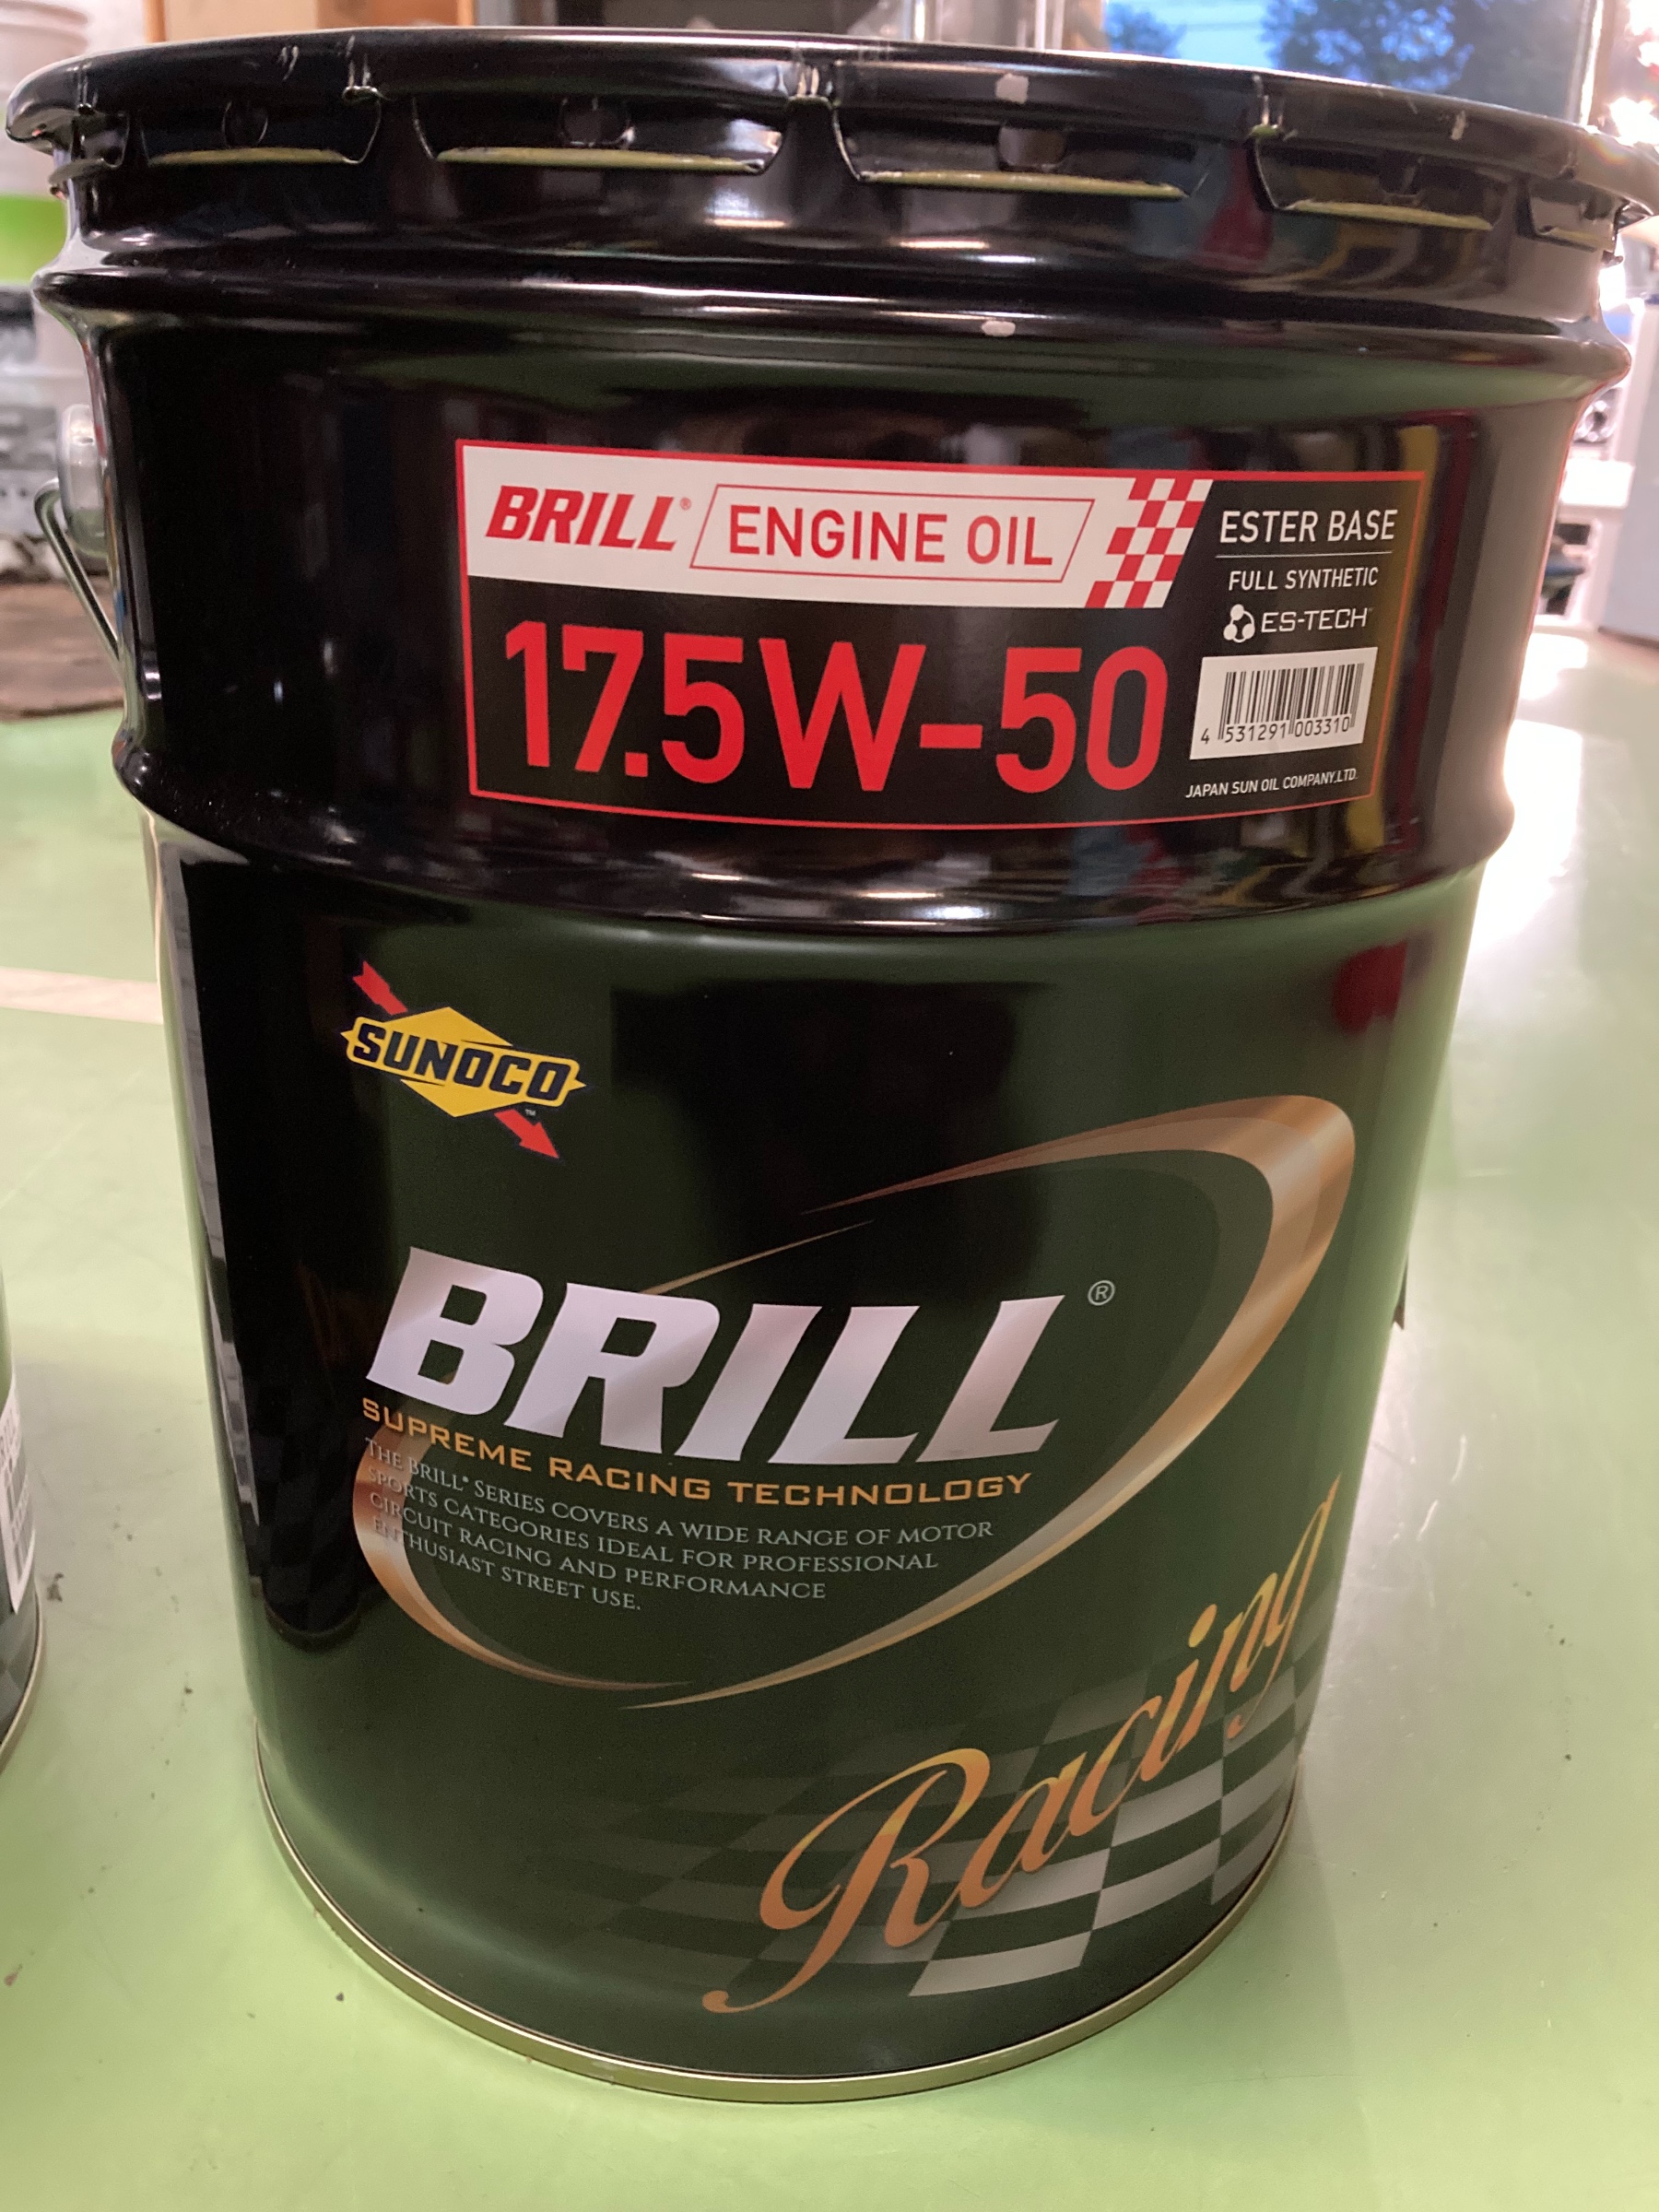 BRILL® ENGINE OIL
ESTER BASE
FULL SYNTHETIC
ES-TECH
17.5W-50
4 531291 003310
JAPAN SUN OIL COMPANY.LTD.
SUNOCO™
BRILL®
SUPREME RACING TECHNOLOGY
THE BRILL® SERIES COVERS A WIDE RANGE OF MOTOR
SPORTS CATEGORIES IDEAL FOR PROFESSIONAL
CIRCUIT RACING AND PERFORMANCE
ENTHUSIAST STREET USE.
Racing